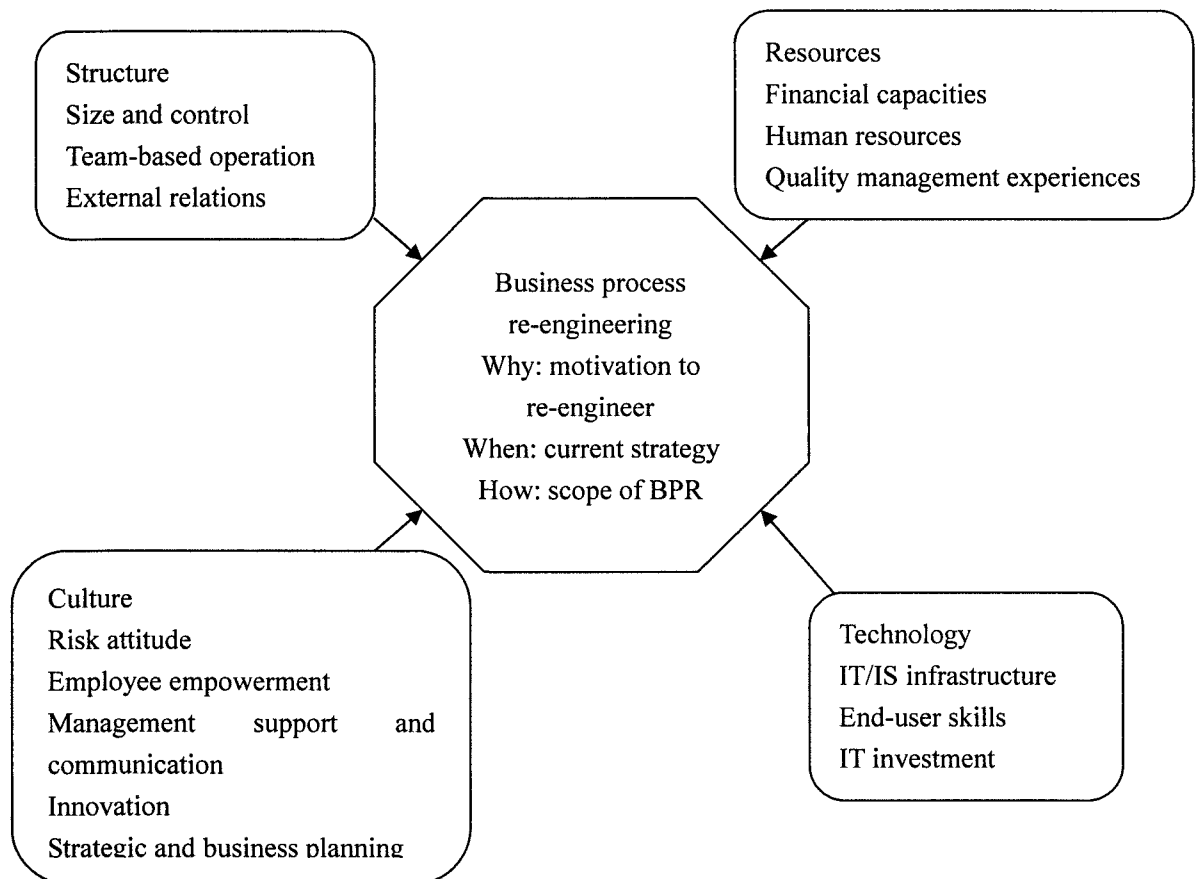 Structure
Size and control
Team-based operation
External relations
Resources
Financial capacities
Human resources
Quality management experiences
Business process
re-engineering
Why: motivation to
re-engineer
When: current strategy
How: scope of BPR
Culture
Risk attitude
Employee empowerment
Management support and
communication
Innovation
Strategic and business planning
Technology
IT/IS infrastructure
End-user skills
IT investment